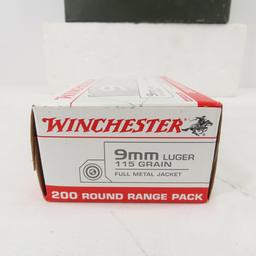 WINCHESTER
9mm LUGER
115 GRAIN
FULL METAL JACKET
200 ROUND RANGE PACK